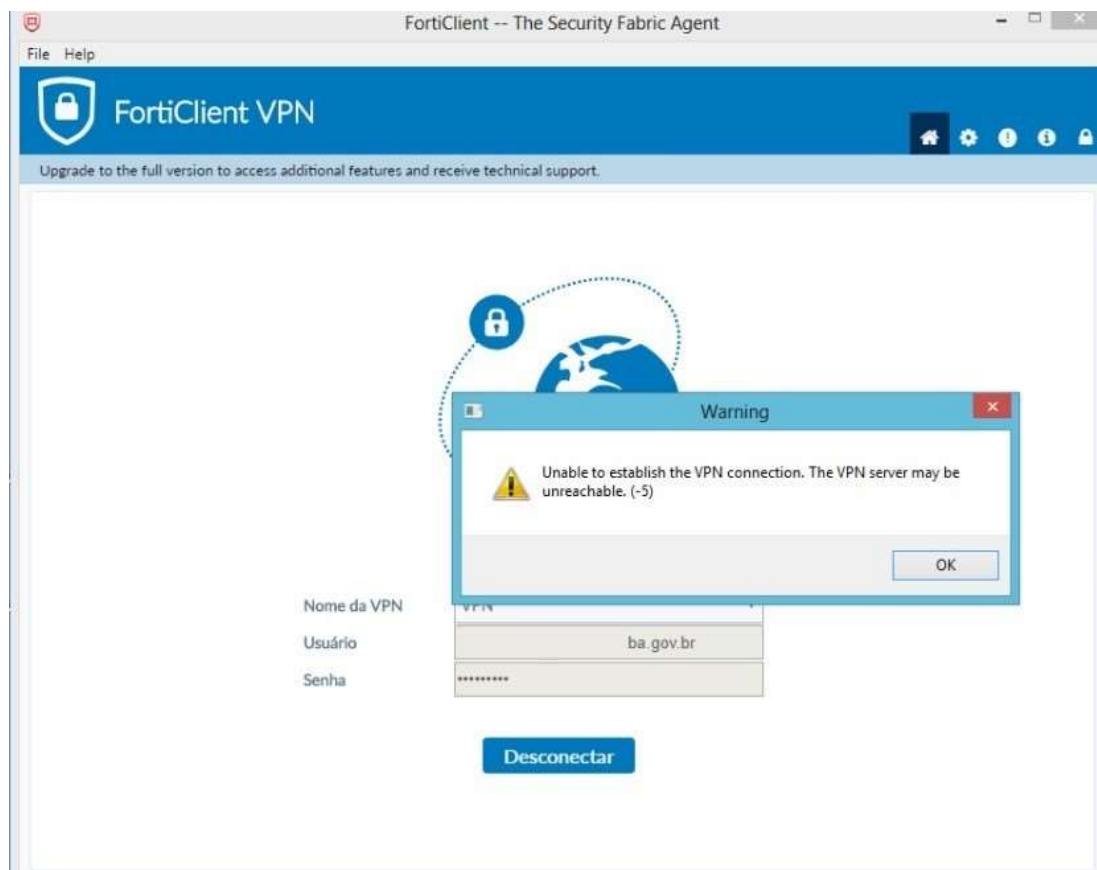 FortiClient -- The Security Fabric Agent
File Help
FortiClient VPN
Upgrade to the full version to access additional features and receive technical support.
Warning
Unable to establish the VPN connection. The VPN server may be
unreachable. (-5)
OK
Nome da VPN VPN
Usuário ba.gov.br
Senha •••••••••
Desconectar